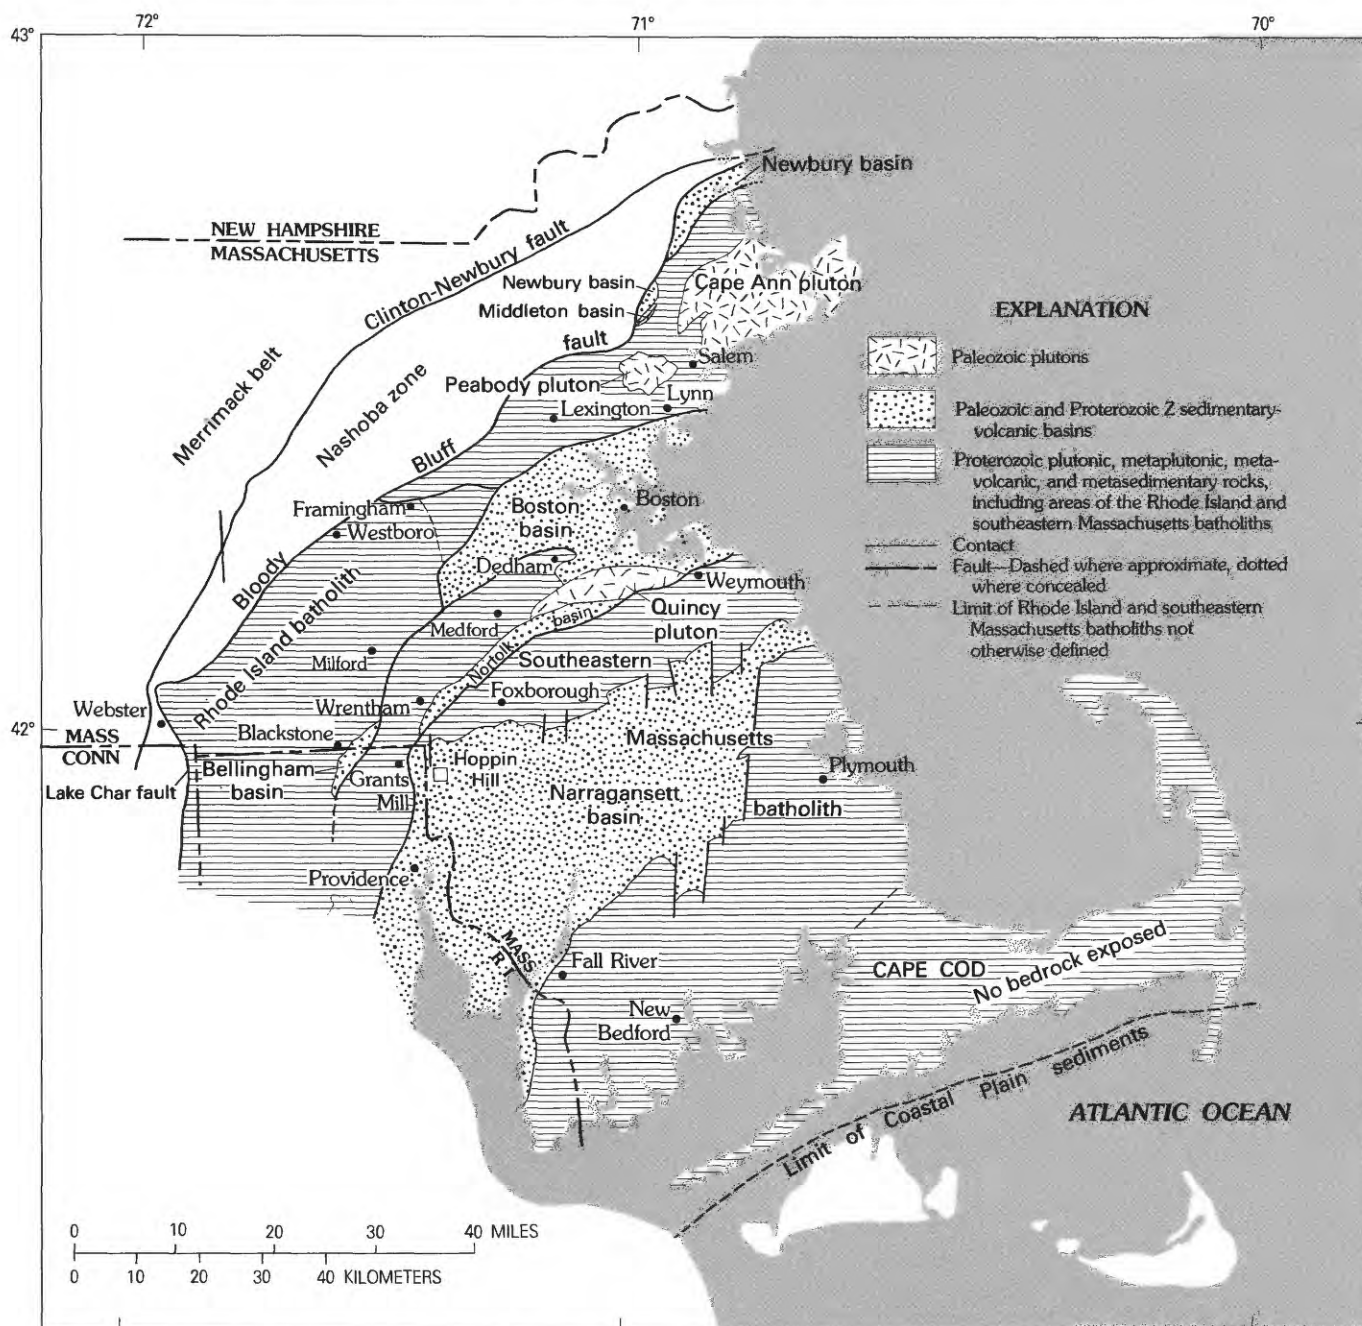 72°
71°
70°
43°
Newbury basin
NEW HAMPSHIRE
MASSACHUSETTS
Clinton-Newbury fault
Newbury basin
Middleton basin
Cape Ann pluton
EXPLANATION
fault
Salem
Paleozoic plutons
Merrimack belt
Nashoba zone
Peabody pluton
Lynn
Lexington
Paleozoic and Proterozoic Z sedimentary-
volcanic basins
Bluff
Proterozoic plutonic, metaplutonic, meta-
volcanic, and metasedimentary rocks,
including areas of the Rhode Island and
southeastern Massachusetts batholiths
Framingham
Westboro
Boston
basin
Boston
Contact
Fault—Dashed where approximate, dotted
where concealed
Bloody
Dedham
Weymouth
Limit of Rhode Island and southeastern
Massachusetts batholiths not
otherwise defined
Rhode Island batholith
Medford
Norfolk basin
Quincy
pluton
Milford
Southeastern
Wrentham
Foxborough
Webster
42°
MASS
CONN
Blackstone
Massachusetts
Lake Char fault
Bellingham
basin
Grants
Mill
Hoppin
Hill
Narragansett
basin
Plymouth
batholith
Providence
MASS
R I
Fall River
CAPE COD
No bedrock exposed
New
Bedford
Limit of Coastal Plain sediments
ATLANTIC OCEAN
0 10 20 30 40 MILES
0 10 20 30 40 KILOMETERS